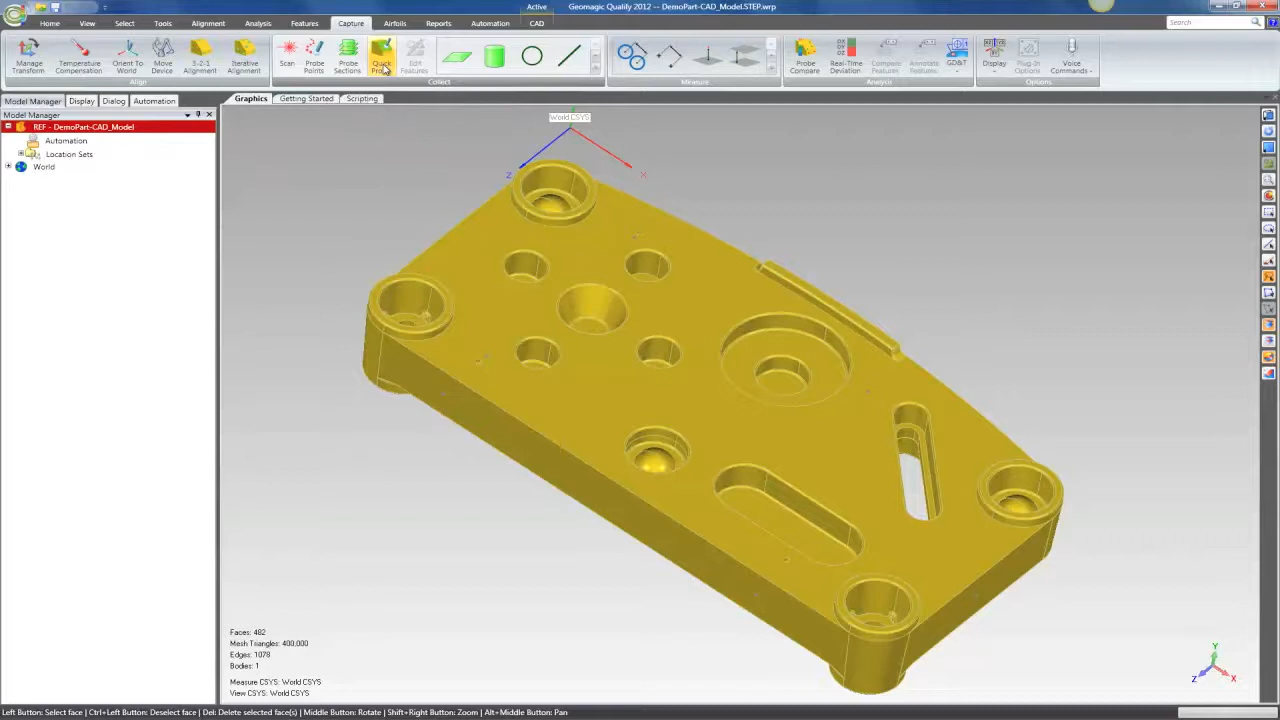 Active Geomagic Qualify 2012 -- DemoPart-CAD_Model.STEP.wrp
Home View Select Tools Alignment Analysis Features Capture Airfoils Reports Automation CAD Search
Manage Transform
Temperature Compensation
Orient To World
Move Device
3-2-1 Alignment
Iterative Alignment
Scan
Probe Points
Probe Sections
Quick
Edit Features
Probe Compare
Real-Time Deviation
Compare Features
Annotate Features
GD&T
Display
Plug-In Options
Voice Commands
Align Collect Measure Analysis Options
Model Manager Display Dialog Automation Graphics Getting Started Scripting
Model Manager
REF - DemoPart-CAD_Model
Automation
Location Sets
World
World CSYS
Z X
Faces: 482
Mesh Triangles: 400,000
Edges: 1078
Bodies: 1
Measure CSYS: World CSYS
View CSYS: World CSYS
Y
Z X
Left Button: Select face | Ctrl+Left Button: Deselect face | Del: Delete selected face(s) | Middle Button: Rotate | Shift+Right Button: Zoom | Alt+Middle Button: Pan